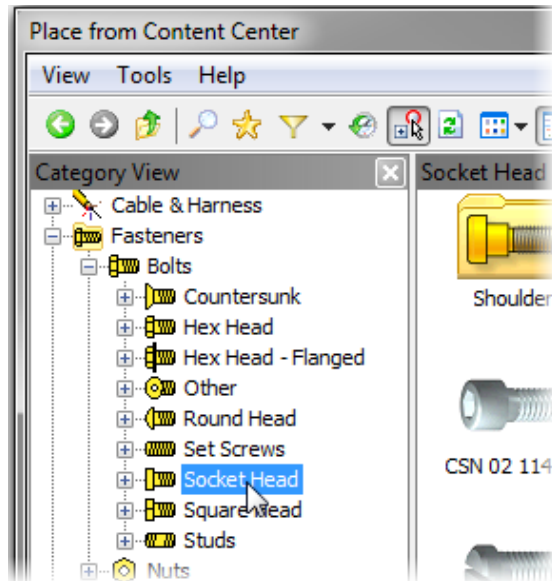 Place from Content Center
View Tools Help
Category View
Cable & Harness
Fasteners
Bolts
Countersunk
Hex Head
Hex Head - Flanged
Other
Round Head
Set Screws
Socket Head
Square Head
Studs
Nuts
Socket Head
Shoulder
CSN 02 114